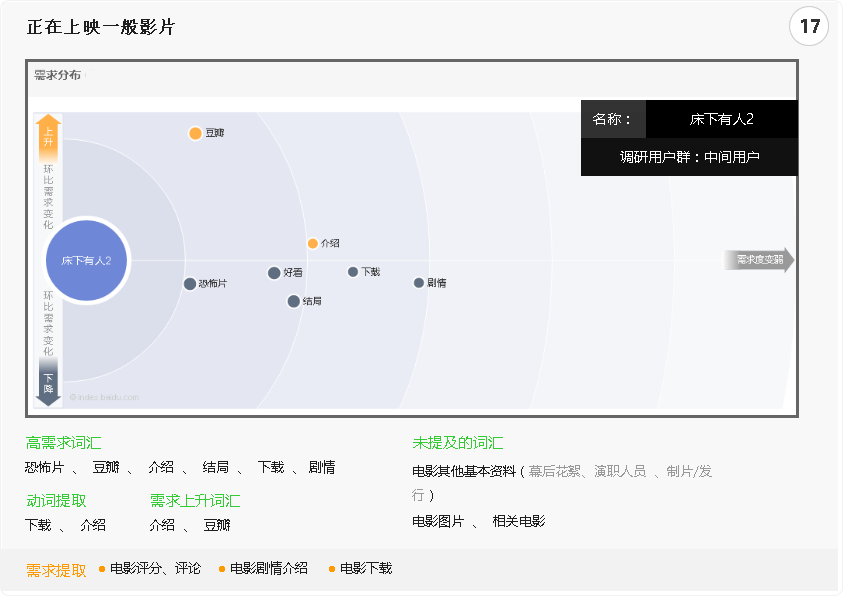 正在上映一般影片
17
需求分布
名称： 床下有人2
调研用户群：中间用户
上升
环比需求变化
床下有人2
环比需求变化
下降
豆瓣
介绍
恐怖片
好看
下载
剧情
结局
需求度变弱
© index.baidu.com
高需求词汇
恐怖片 、 豆瓣 、 介绍 、 结局 、 下载 、 剧情
动词提取
下载 、 介绍
需求上升词汇
介绍 、 豆瓣
未提及的词汇
电影其他基本资料（幕后花絮、演职人员 、制片/发
行 ）
电影图片 、 相关电影
需求提取 • 电影评分、评论 • 电影剧情介绍 • 电影下载